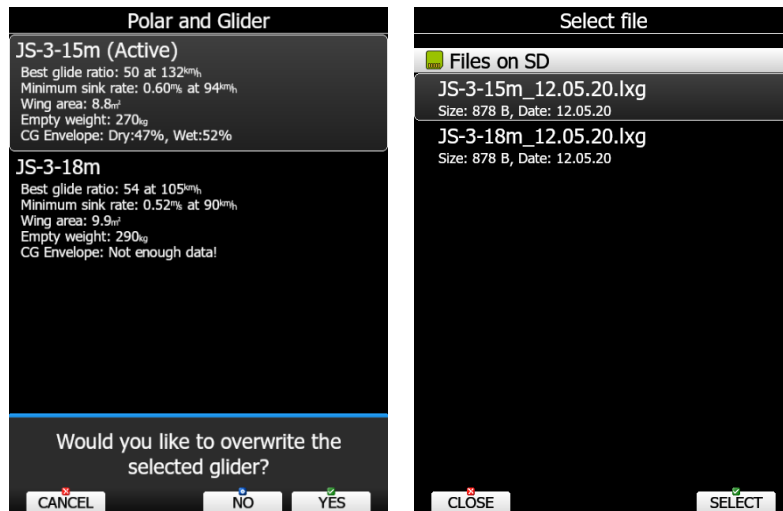 Polar and Glider
JS-3-15m (Active)
Best glide ratio: 50 at 132km/h
Minimum sink rate: 0.60m/s at 94km/h
Wing area: 8.8m²
Empty weight: 270kg
CG Envelope: Dry:47%, Wet:52%
JS-3-18m
Best glide ratio: 54 at 105km/h
Minimum sink rate: 0.52m/s at 90km/h
Wing area: 9.9m²
Empty weight: 290kg
CG Envelope: Not enough data!
Would you like to overwrite the
selected glider?
CANCEL NO YES
Select file
Files on SD
JS-3-15m_12.05.20.lxg
Size: 878 B, Date: 12.05.20
JS-3-18m_12.05.20.lxg
Size: 878 B, Date: 12.05.20
CLOSE SELECT